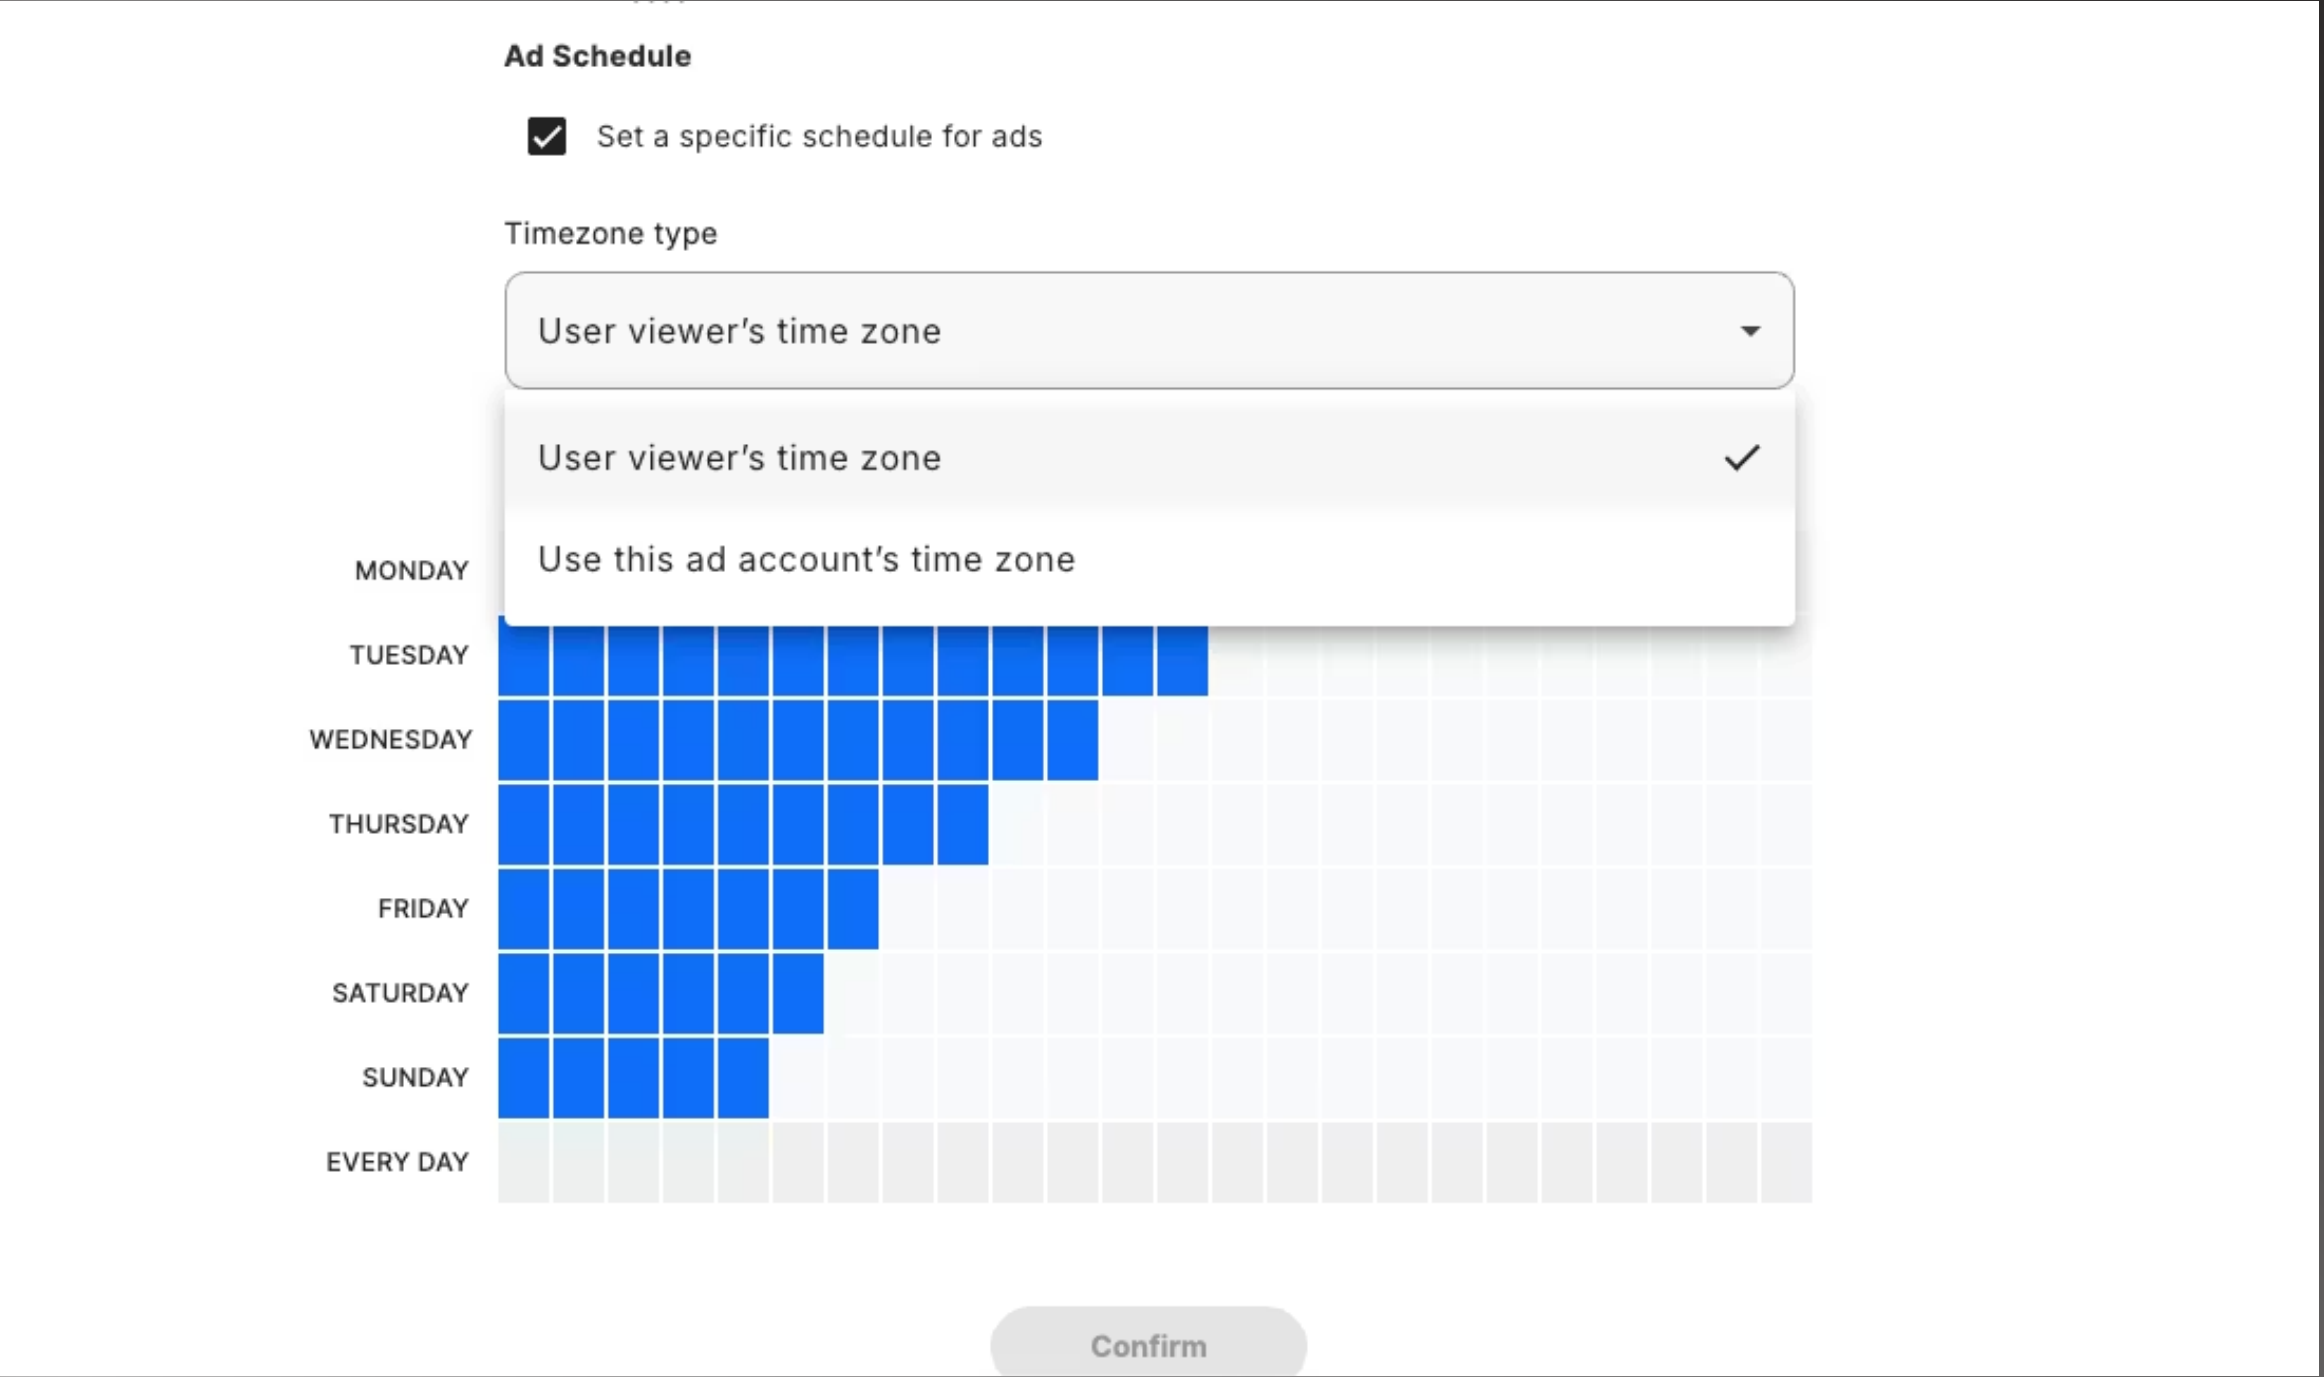 Ad Schedule
Set a specific schedule for ads
Timezone type
User viewer’s time zone
User viewer’s time zone
Use this ad account’s time zone
MONDAY
TUESDAY
WEDNESDAY
THURSDAY
FRIDAY
SATURDAY
SUNDAY
EVERY DAY
Confirm